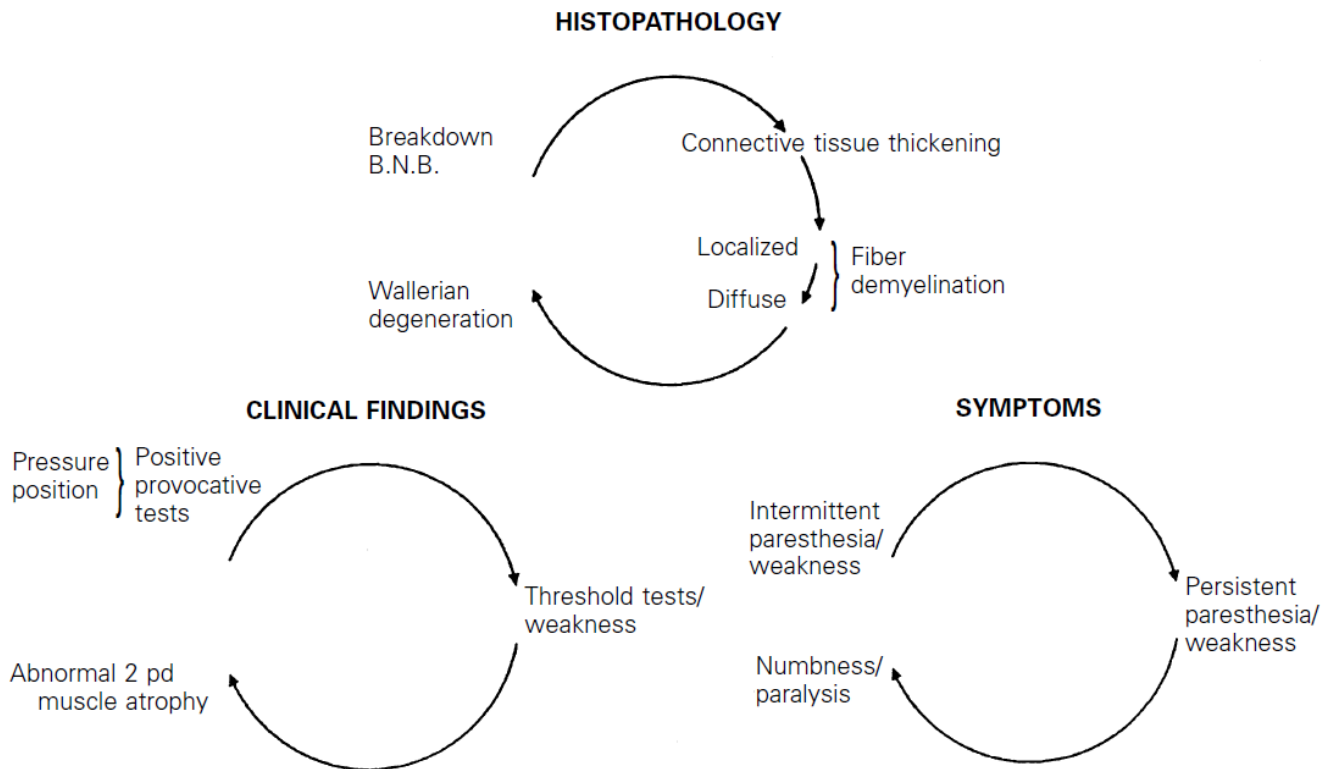 HISTOPATHOLOGY
Breakdown
B.N.B.
Connective tissue thickening
Localized
Diffuse
Fiber
demyelination
Wallerian
degeneration
CLINICAL FINDINGS
Pressure
position
Positive
provocative
tests
Threshold tests/
weakness
Abnormal 2 pd
muscle atrophy
SYMPTOMS
Intermittent
paresthesia/
weakness
Persistent
paresthesia/
weakness
Numbness/
paralysis